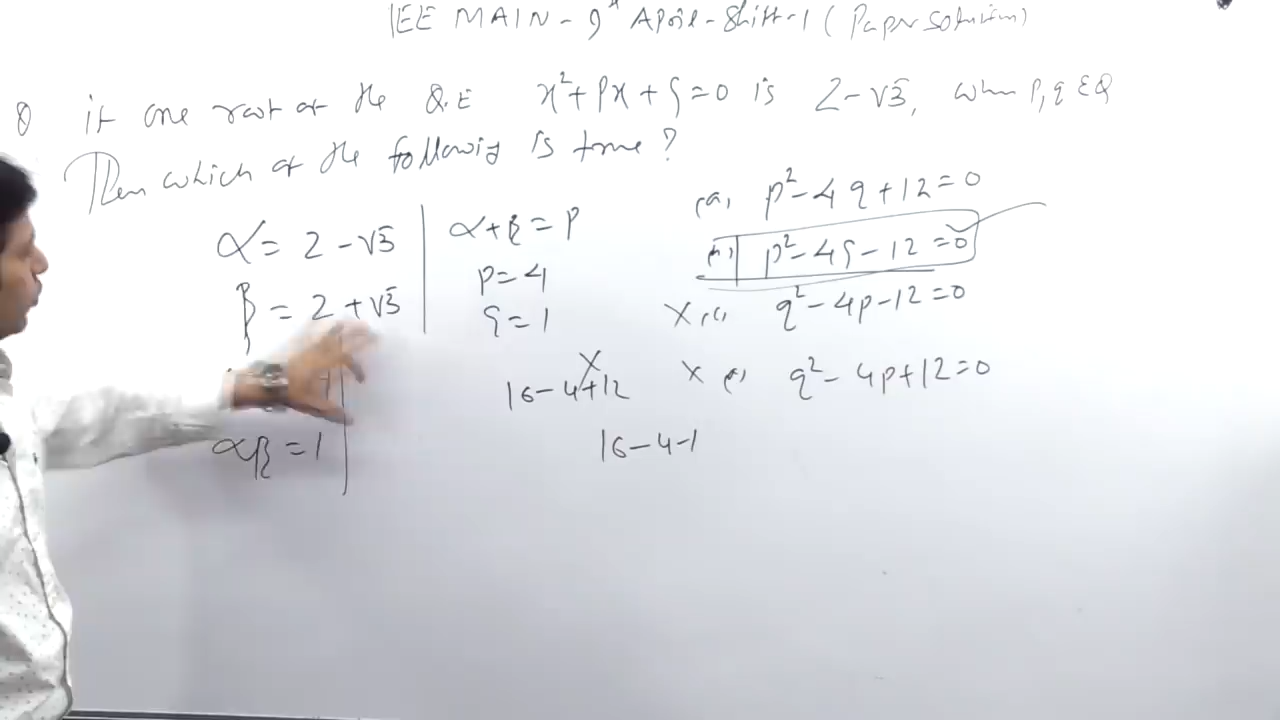 JEE MAIN - 9th April - Shift-1 (Paper solution)
Q if one root of the Q.E x²+px+q=0 is 2-√3, when p,q ∈ Q
Then which of the following is true?
α = 2-√3
β = 2+√3
αβ = 1
α+β = p
p=4
q=1
16-4+12
X
16-4-1
(a) p²-4q+12=0
p²-4q-12=0
X (c) q²-4p-12=0
X q²-4p+12=0